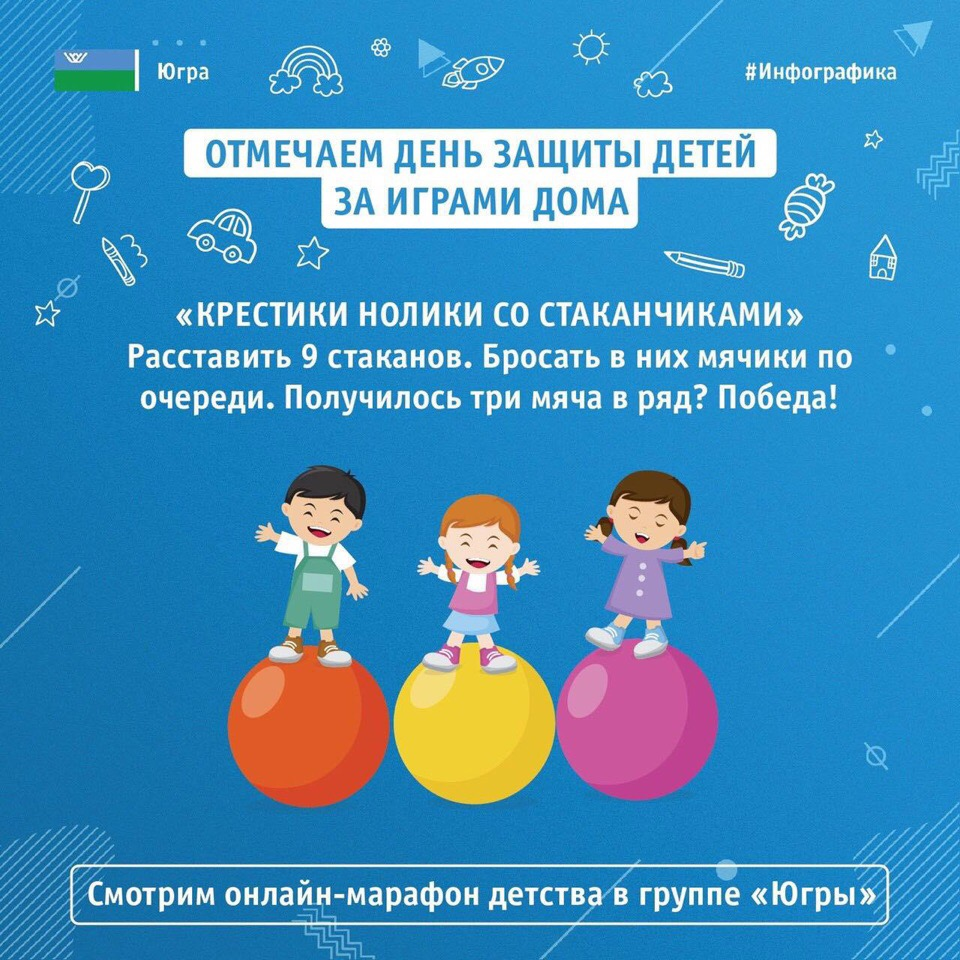 Югра
#Инфографика
ОТМЕЧАЕМ ДЕНЬ ЗАЩИТЫ ДЕТЕЙ
ЗА ИГРАМИ ДОМА
«КРЕСТИКИ НОЛИКИ СО СТАКАНЧИКАМИ»
Расставить 9 стаканов. Бросать в них мячики по
очереди. Получилось три мяча в ряд? Победа!
Смотрим онлайн-марафон детства в группе «Югры»